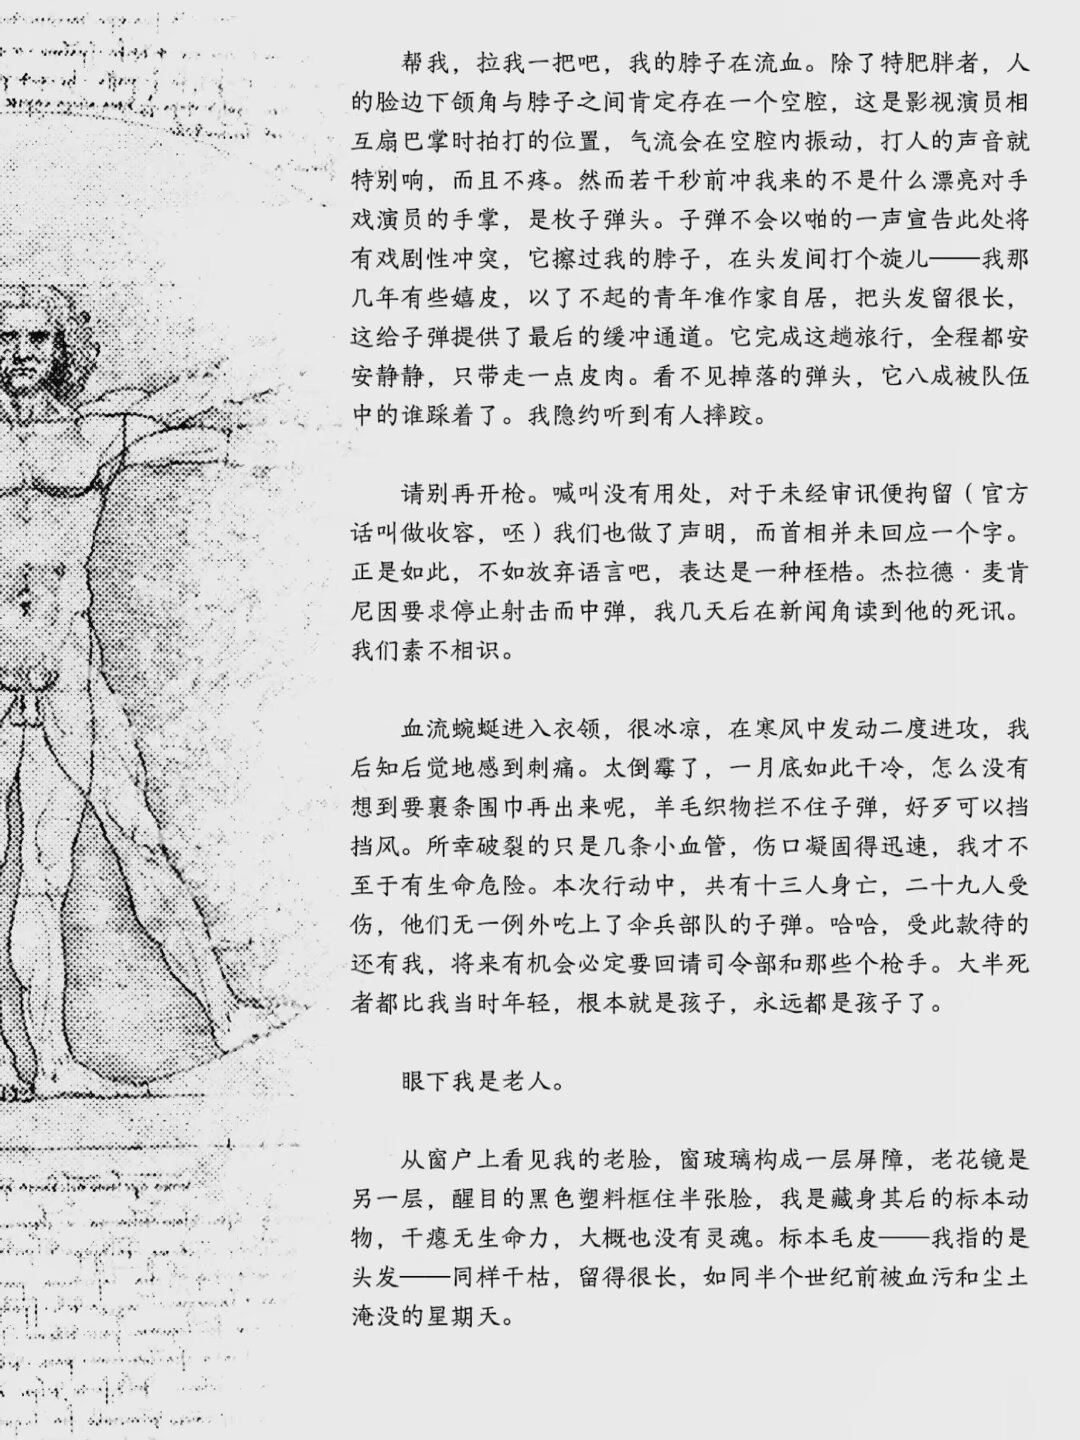 帮我，拉我一把吧，我的脖子在流血。除了特肥胖者，人
的脸边下颌角与脖子之间肯定存在一个空腔，这是影视演员相
互扇巴掌时拍打的位置，气流会在空腔内振动，打人的声音就
特别响，而且不疼。然而若干秒前冲我来的不是什么漂亮对手
戏演员的手掌，是枚子弹头。子弹不会以啪的一声宣告此处将
有戏剧性冲突，它擦过我的脖子，在头发间打个旋儿——我那
几年有些嬉皮，以了不起的青年准作家自居，把头发留很长，
这给子弹提供了最后的缓冲通道。它完成这趟旅行，全程都安
安静静，只带走一点皮肉。看不见掉落的弹头，它八成被队伍
中的谁踩着了。我隐约听到有人摔跤。
请别再开枪。喊叫没有用处，对于未经审讯便拘留（官方
话叫做收容，呸）我们也做了声明，而首相并未回应一个字。
正是如此，不如放弃语言吧，表达是一种桎梏。杰拉德·麦肯
尼因要求停止射击而中弹，我几天后在新闻角读到他的死讯。
我们素不相识。
血流蜿蜒进入衣领，很冰凉，在寒风中发动二度进攻，我
后知后觉地感到刺痛。太倒霉了，一月底如此干冷，怎么没有
想到要裹条围巾再出来呢，羊毛织物拦不住子弹，好歹可以挡
挡风。所幸破裂的只是几条小血管，伤口凝固得迅速，我才不
至于有生命危险。本次行动中，共有十三人身亡，二十九人受
伤，他们无一例外吃上了伞兵部队的子弹。哈哈，受此款待的
还有我，将来有机会必定要回请司令部和那些个枪手。大半死
者都比我当时年轻，根本就是孩子，永远都是孩子了。
眼下我是老人。
从窗户上看见我的老脸，窗玻璃构成一层屏障，老花镜是
另一层，醒目的黑色塑料框住半张脸，我是藏身其后的标本动
物，干瘪无生命力，大概也没有灵魂。标本毛皮——我指的是
头发——同样干枯，留得很长，如同半个世纪前被血污和尘土
淹没的星期天。